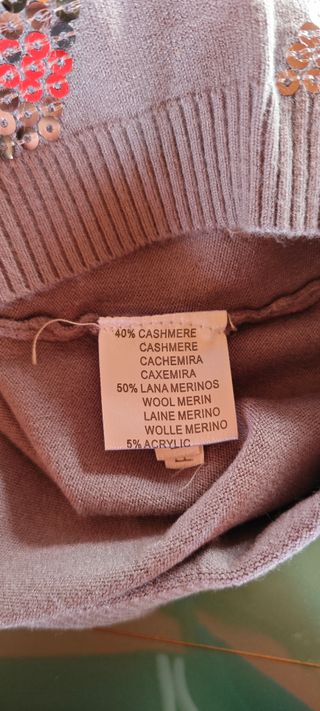 40% CASHMERE
CASHMERE
CACHEMIRA
CAXEMIRA
50% LANA MERINOS
WOOL MERIN
LAINE MERINO
WOLLE MERINO
5% ACRYLIC